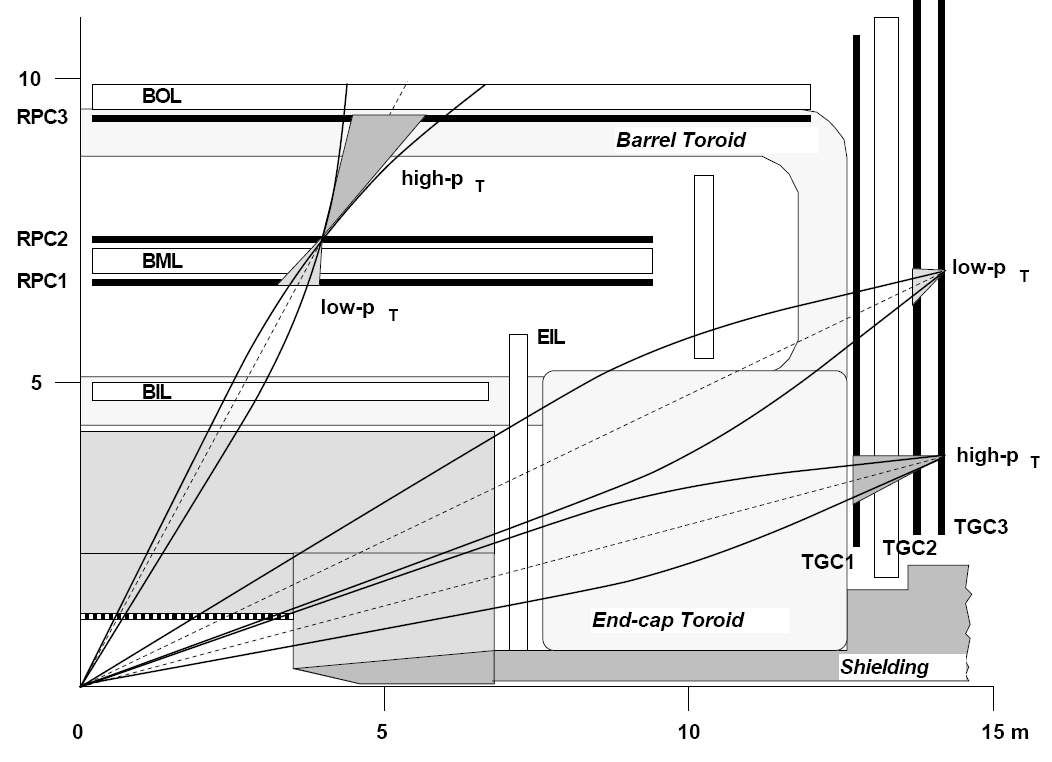 10
BOL
RPC3
Barrel Toroid
high-p T
RPC2
BML
RPC1
low-p T
low-p T
EIL
5
BIL
high-p T
TGC3
TGC2
TGC1
End-cap Toroid
Shielding
0
5
10
15 m